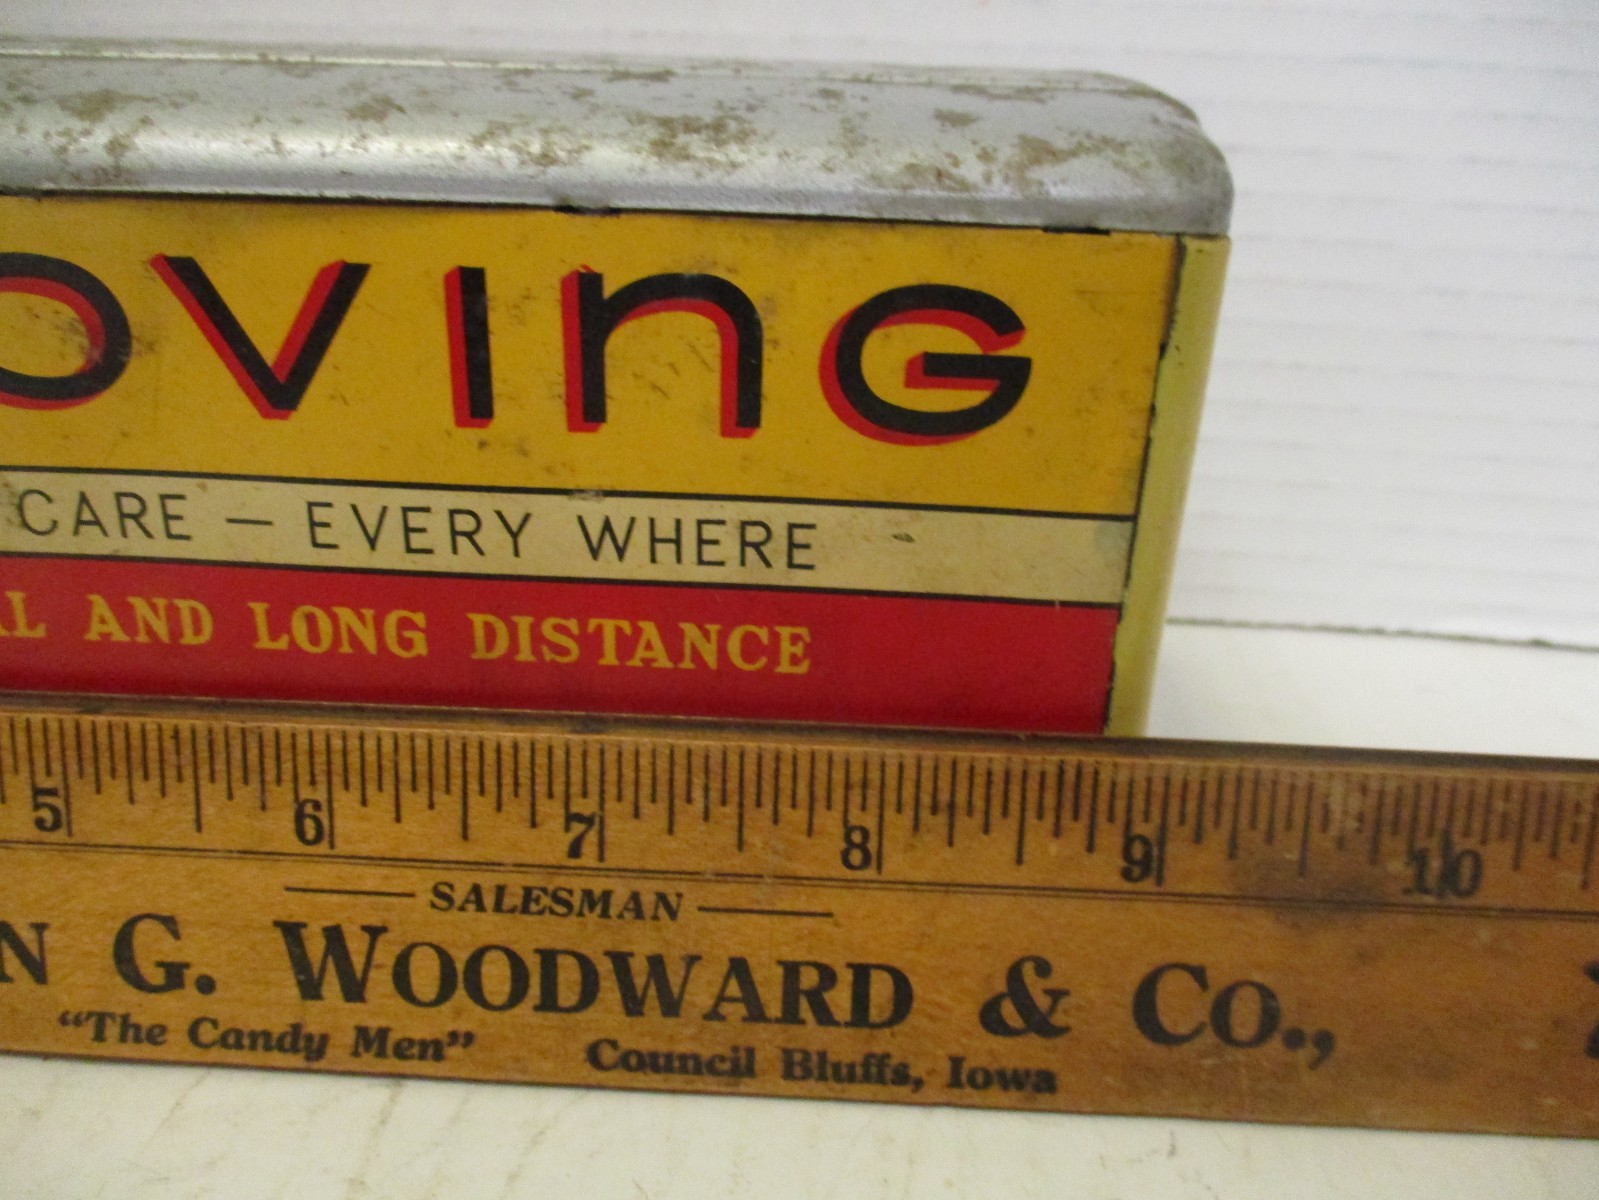 OVING
CARE — EVERY WHERE
AL AND LONG DISTANCE
5 6 7 8 9 10
SALESMAN
N G. WOODWARD & CO.,
"The Candy Men" Council Bluffs, Iowa